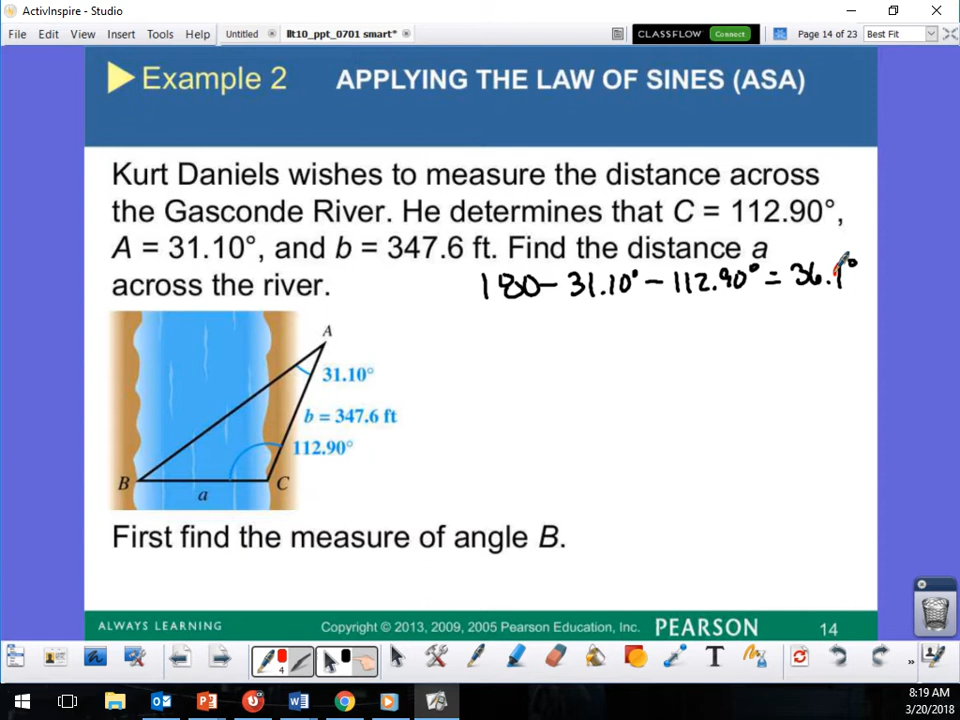 ActivInspire - Studio
File Edit View Insert Tools Help Untitled llt10_ppt_0701 smart* CLASSFLOW Connect Page 14 of 23 Best Fit
Example 2 APPLYING THE LAW OF SINES (ASA)
Kurt Daniels wishes to measure the distance across
the Gasconde River. He determines that C = 112.90°,
A = 31.10°, and b = 347.6 ft. Find the distance a
across the river.
180 - 31.10° - 112.90° = 36.1°
A
31.10°
b = 347.6 ft
112.90°
B
C
a
First find the measure of angle B.
ALWAYS LEARNING Copyright © 2013, 2009, 2005 Pearson Education, Inc. PEARSON 14
4
T
»
8:19 AM
3/20/2018